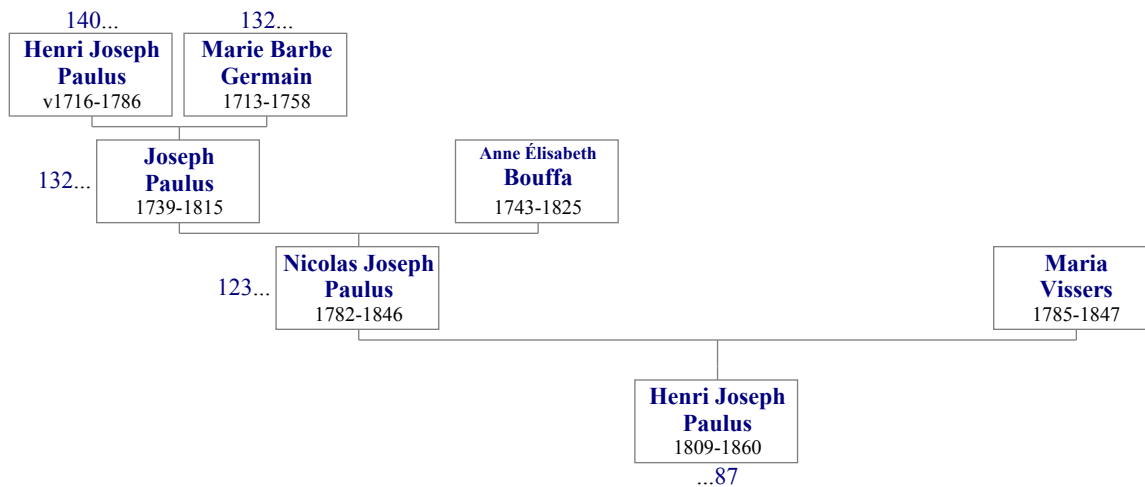 140...
132...
Henri Joseph
Paulus
v1716-1786
Marie Barbe
Germain
1713-1758
132...
Joseph
Paulus
1739-1815
Anne Élisabeth
Bouffa
1743-1825
123...
Nicolas Joseph
Paulus
1782-1846
Maria
Vissers
1785-1847
Henri Joseph
Paulus
1809-1860
...87